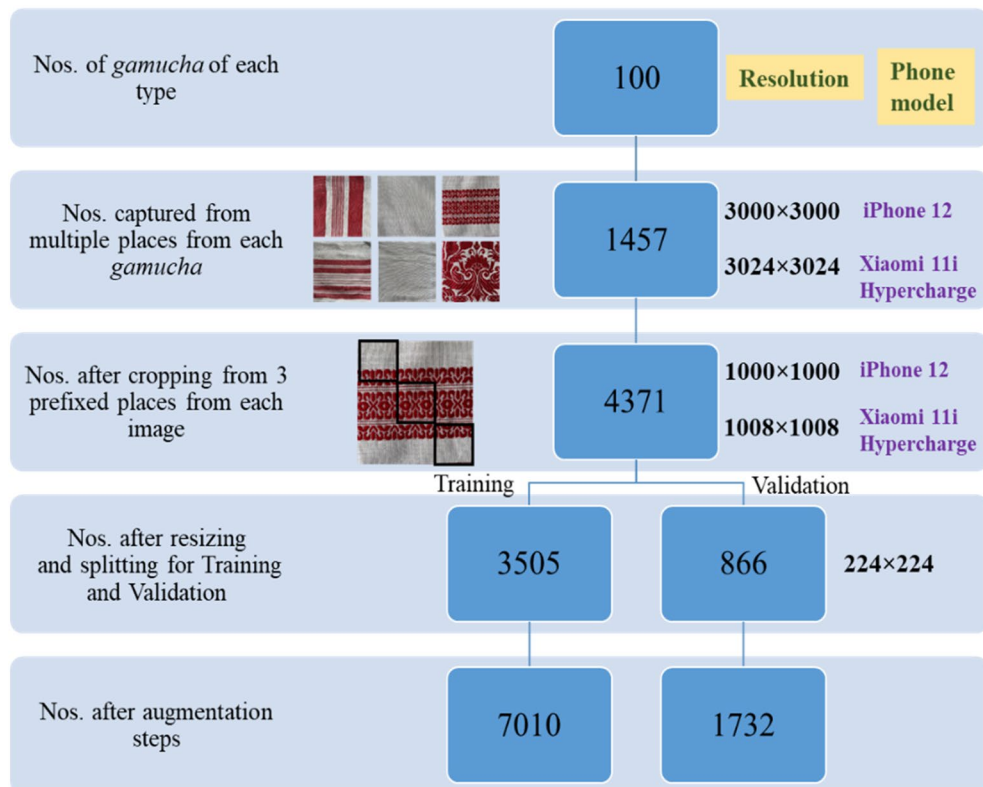 Nos. of gamucha of each
type
100
Resolution
Phone
model
Nos. captured from
multiple places from each
gamucha
1457
3000×3000
iPhone 12
3024×3024
Xiaomi 11i
Hypercharge
Nos. after cropping from 3
prefixed places from each
image
4371
1000×1000
iPhone 12
1008×1008
Xiaomi 11i
Hypercharge
Training
Validation
Nos. after resizing
and splitting for Training
and Validation
3505
866
224×224
Nos. after augmentation
steps
7010
1732